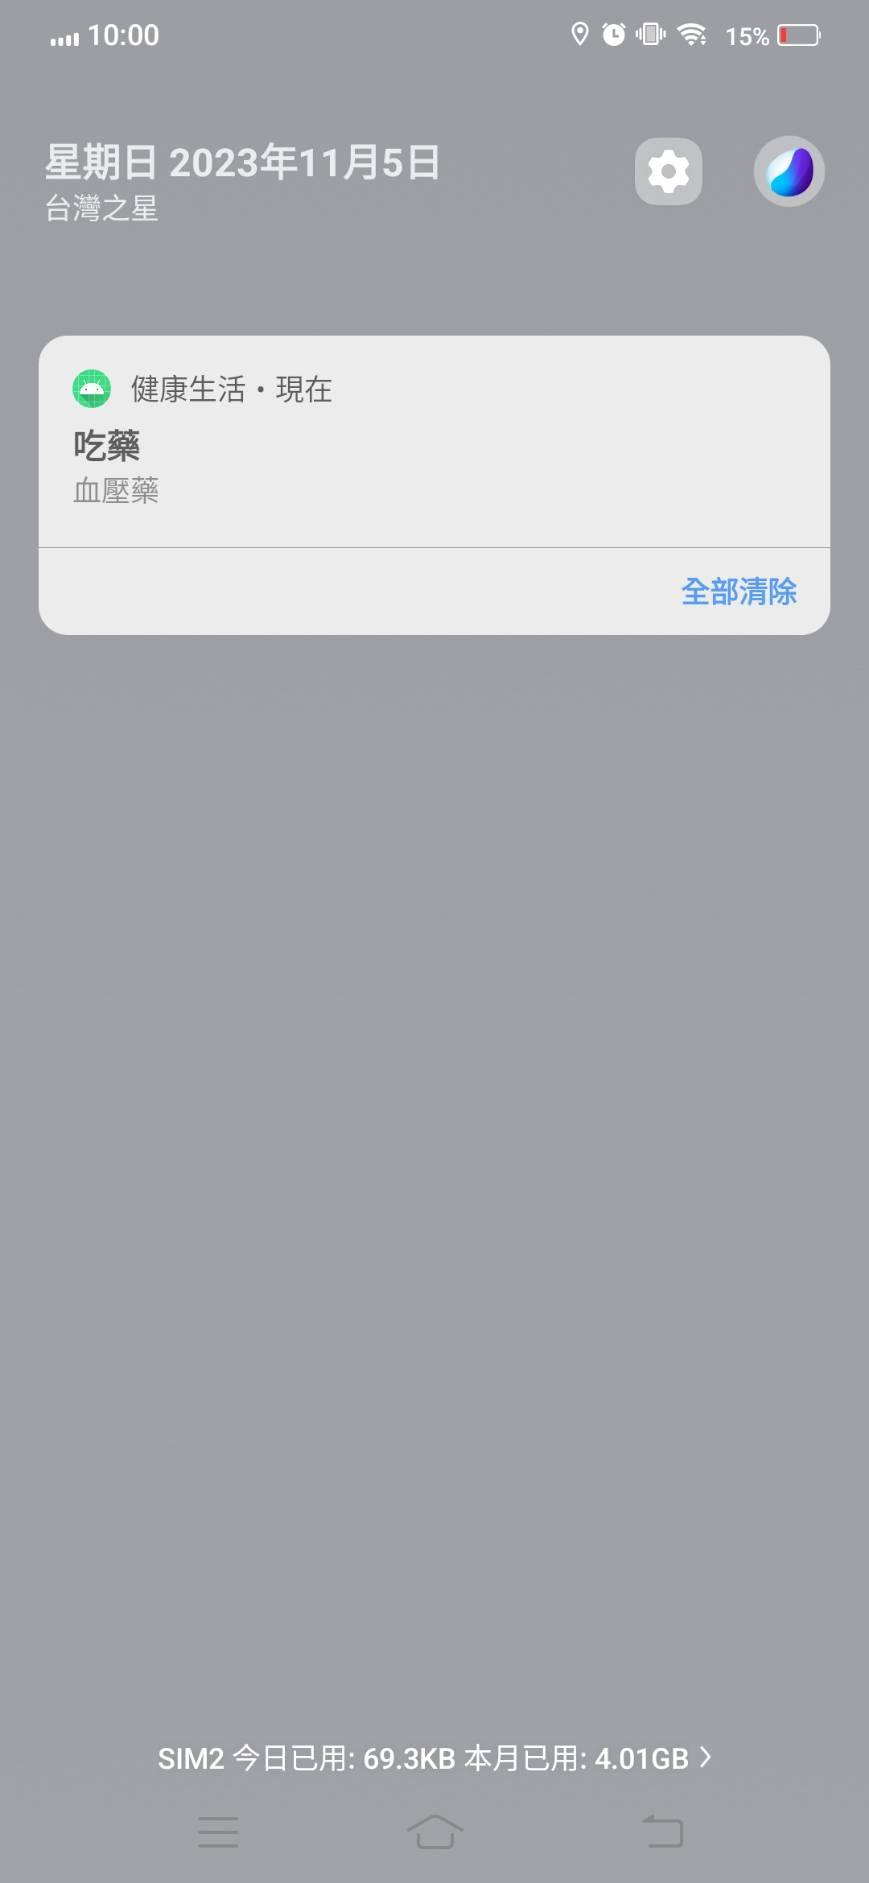 10:00
15%
星期日 2023年11月5日
台灣之星
健康生活・現在
吃藥
血壓藥
全部清除
SIM2 今日已用: 69.3KB 本月已用: 4.01GB >